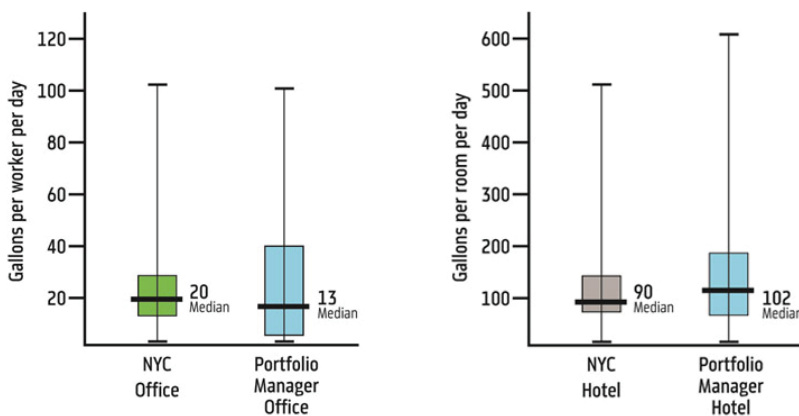 Gallons per worker per day
120
100
80
60
40
20
20
Median
13
Median
NYC
Office
Portfolio
Manager
Office
Gallons per room per day
600
500
400
300
200
100
90
Median
102
Median
NYC
Hotel
Portfolio
Manager
Hotel